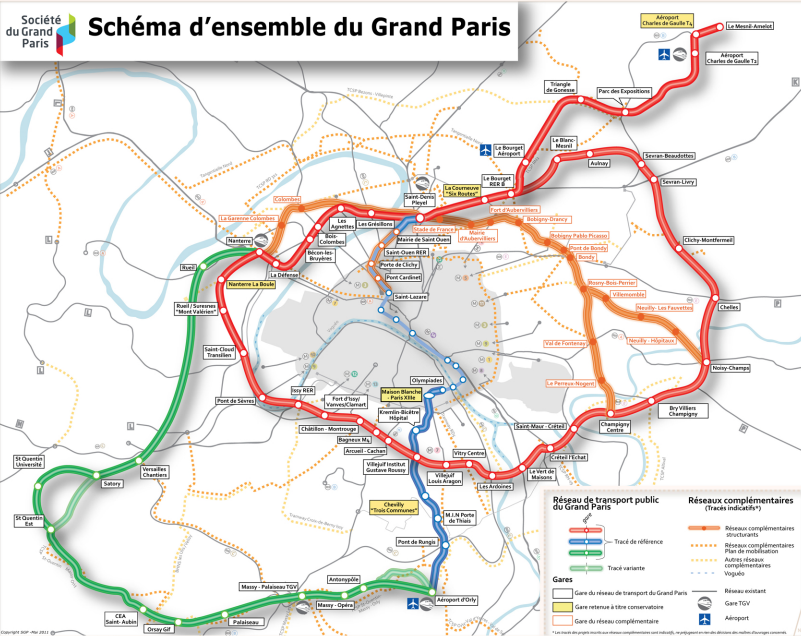 Société
du Grand
Paris
Schéma d'ensemble du Grand Paris
Aéroport
Charles de Gaulle T4
Le Mesnil-Amelot
Aéroport
Charles de Gaulle T2
Triangle
de Gonesse
Parc des Expositions
Le Bourget
Aéroport
Le Blanc-
Mesnil
Aulnay
Sevran-Beaudottes
Sevran-Livry
Le Bourget
RER B
La Courneuve
"Six Routes"
Saint-Denis
Pleyel
Colombes
La Garenne Colombes
Les
Agnettes
Les Grésillons
Bois-
Colombes
Bécon-les-
Bruyères
Stade de France
Mairie
d'Aubervilliers
Fort d'Aubervilliers
Bobigny-Drancy
Bobigny Pablo Picasso
Pont de Bondy
Bondy
Clichy-Montfermeil
Nanterre
Rueil
La Défense
Nanterre La Boule
Mairie de Saint Ouen
Saint-Ouen RER
Porte de Clichy
Pont Cardinet
Saint-Lazare
Rosny-Bois-Perrier
Villemomble
Neuilly- Les Fauvettes
Neuilly - Hôpitaux
Chelles
Rueil / Suresnes
"Mont Valérien"
Val de Fontenay
Saint-Cloud
Transilien
Noisy-Champs
Le Perreux-Nogent
Olympiades
Maison Blanche
- Paris XIIIe
Issy RER
Pont de Sèvres
Fort d'Issy/
Vanves/Clamart
Kremlin-Bicêtre
Hôpital
Bry Villiers
Champigny
Champigny
Centre
Châtillon - Montrouge
Bagneux M4
Arcueil - Cachan
Saint-Maur - Créteil
Créteil l'Echat
Vitry Centre
Villejuif Institut
Gustave Roussy
Villejuif
Louis Aragon
Le Vert de
Maisons
Les Ardoines
St Quentin
Université
Satory
Versailles
Chantiers
St Quentin
Est
Chevilly
"Trois Communes"
M.I.N Porte
de Thiais
Pont de Rungis
Antonypôle
Massy - Palaiseau TGV
Massy - Opéra
Aéroport d'Orly
CEA
Saint- Aubin
Orsay Gif
Palaiseau
Réseau de transport public
du Grand Paris
gare
Tracé de référence
Tracé variante
Gares
Gare du réseau de transport du Grand Paris
Gare retenue à titre conservatoire
Gare du réseau complémentaire
Réseaux complémentaires
(Tracés indicatifs*)
Réseaux complémentaires
structurants
Réseaux complémentaires
Plan de mobilisation
Autres réseaux
complémentaires
Voguéo
Réseau existant
Gare TGV
Aéroport
Copyright SGP -Mai 2011